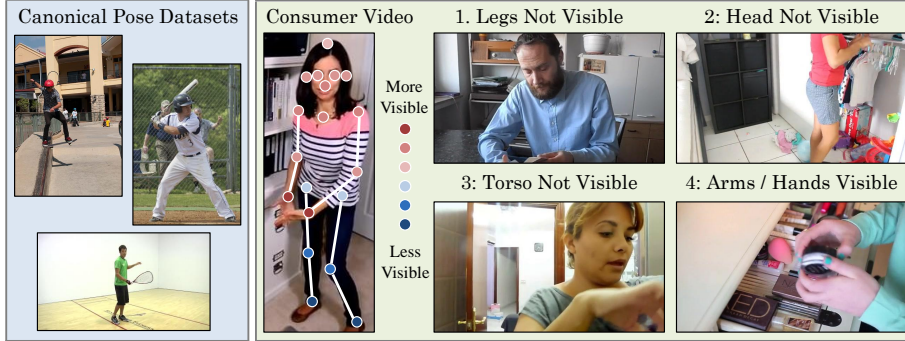 Canonical Pose Datasets
Consumer Video
More
Visible
Less
Visible
1. Legs Not Visible
2: Head Not Visible
3: Torso Not Visible
4: Arms / Hands Visible
ED